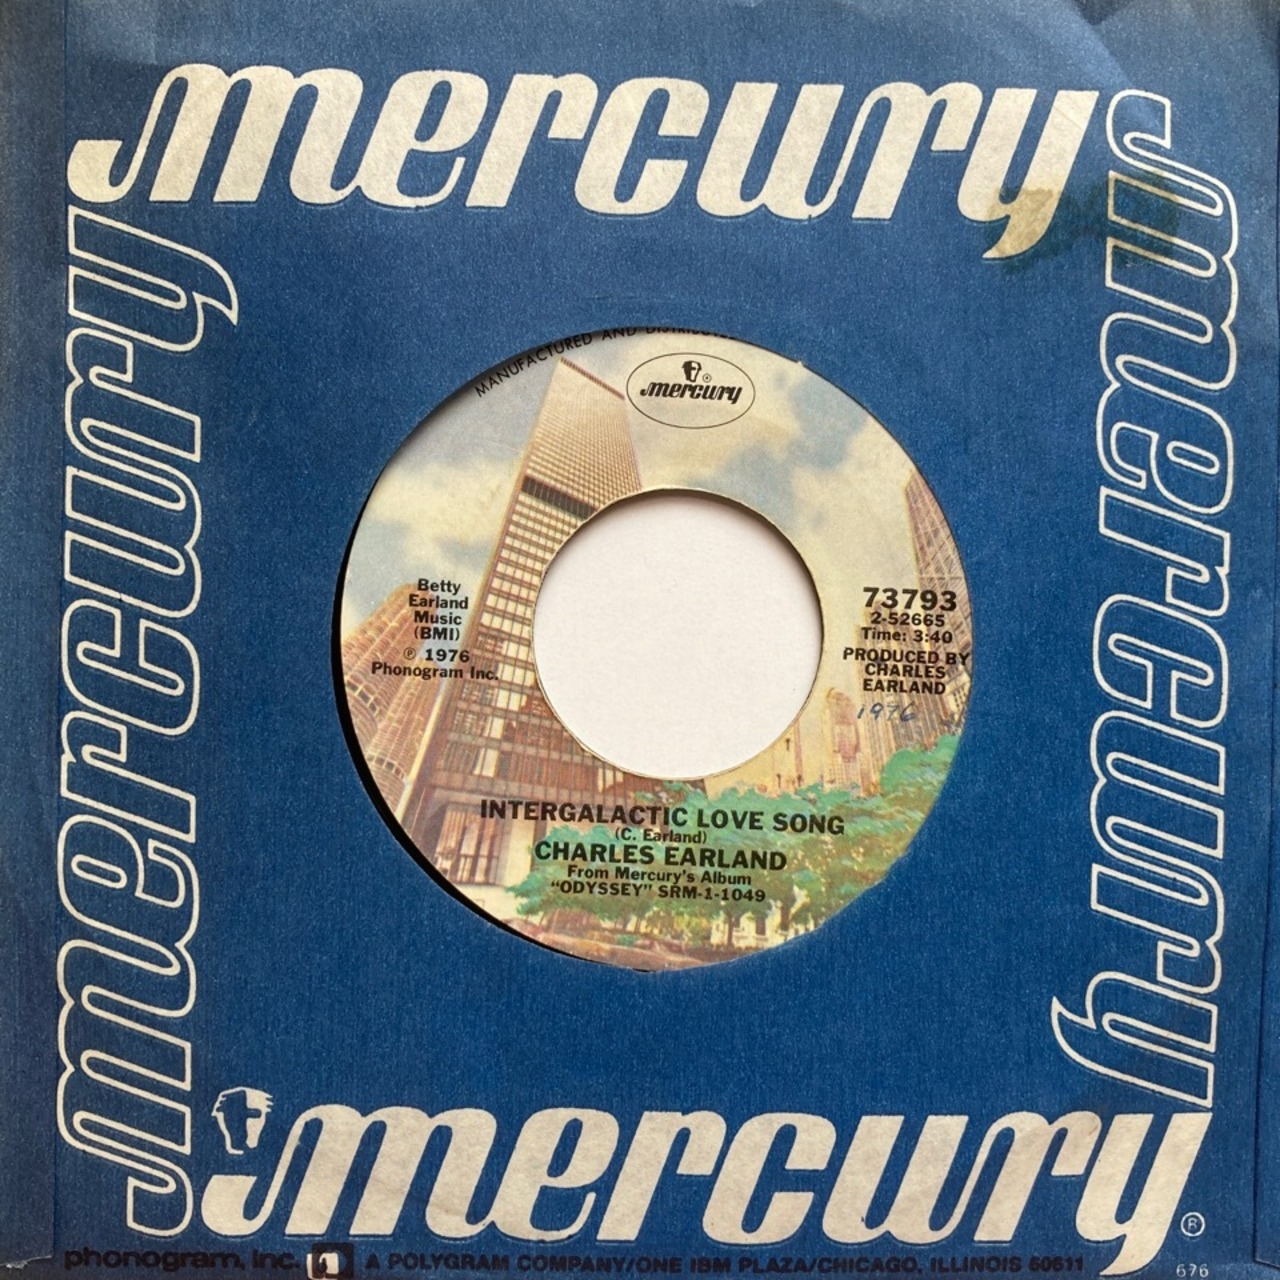 mercury
mercury
mercury
MANUFACTURED AND DISTRIBUTED
mercury
Betty
Earland
Music
(BMI)
℗ 1976
Phonogram Inc.
73793
2-52665
Time: 3:40
PRODUCED BY
CHARLES
EARLAND
1976
INTERGALACTIC LOVE SONG
(C. Earland)
CHARLES EARLAND
From Mercury's Album
"ODYSSEY" SRM-1-1049
mercury ®
phonogram, inc. A POLYGRAM COMPANY/ONE IBM PLAZA/CHICAGO, ILLINOIS 60611
676